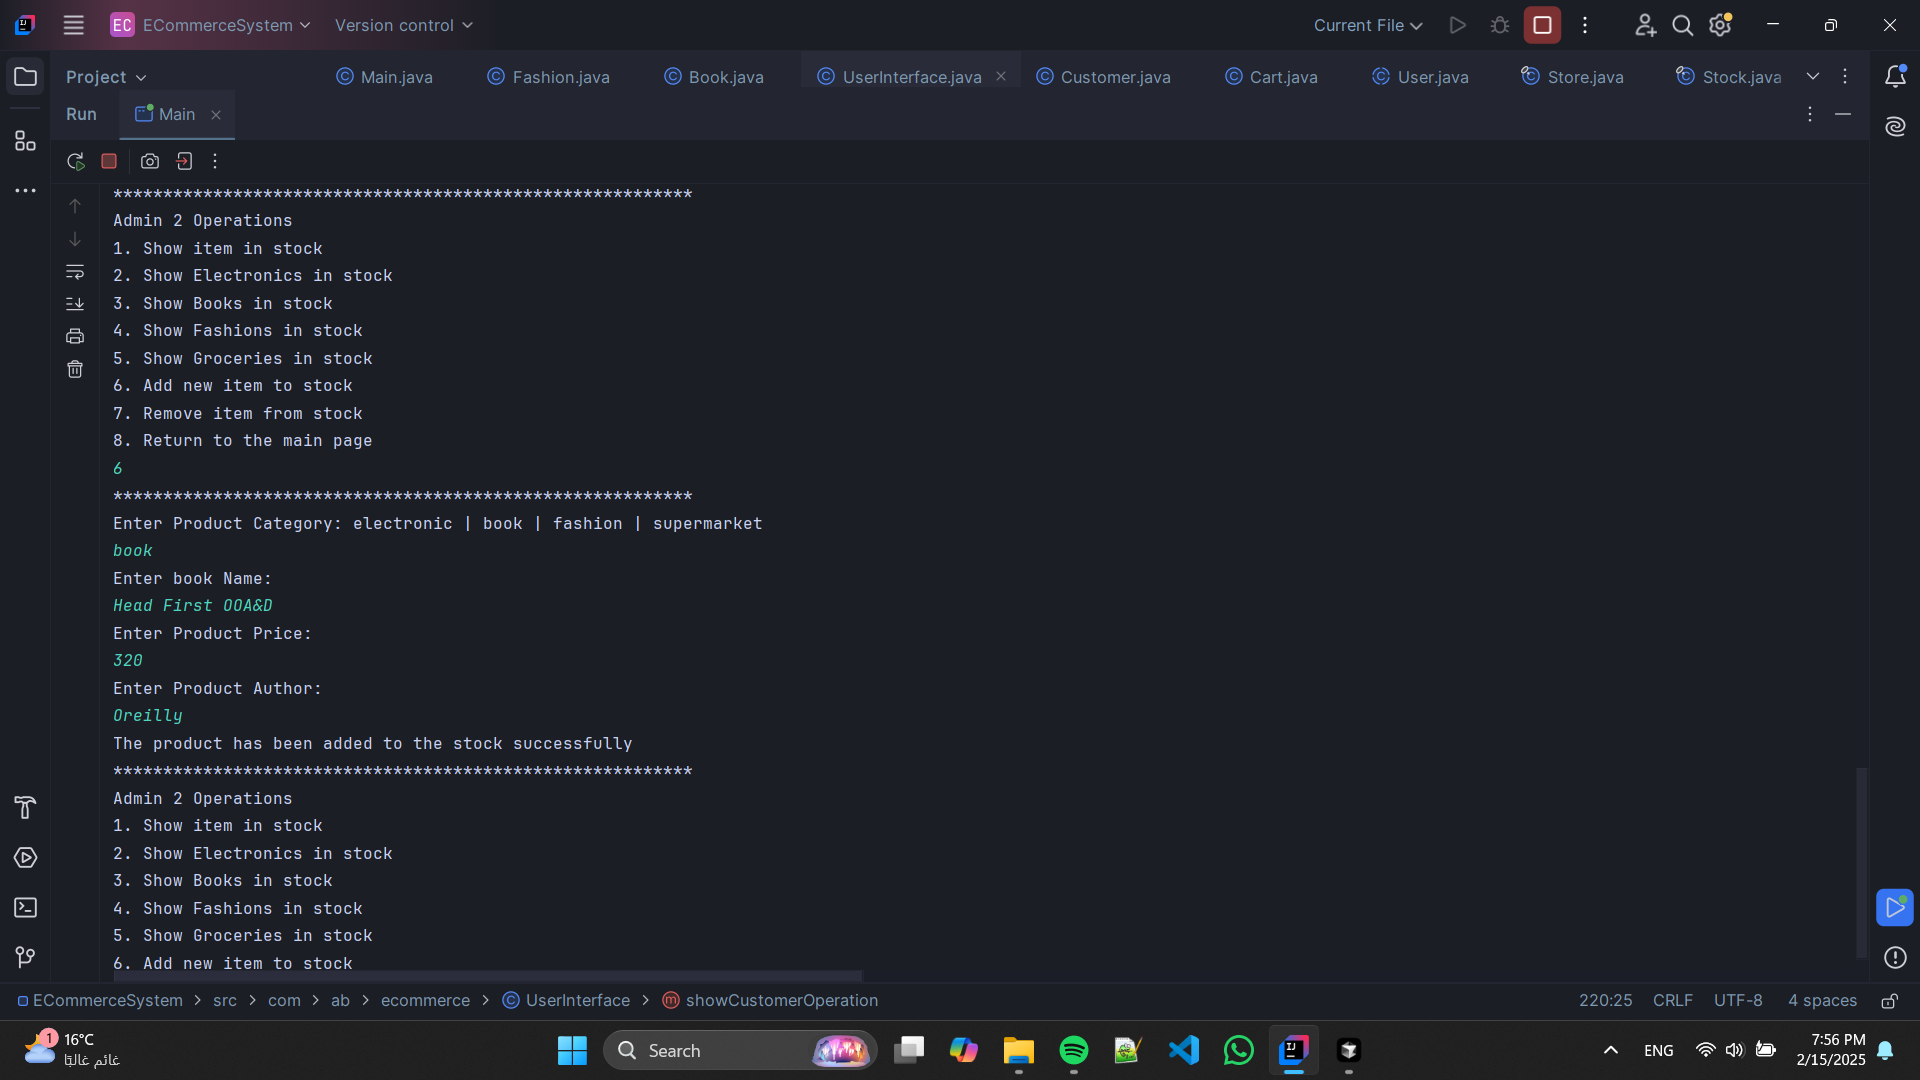 EC ECommerceSystem Version control Current File
Project Main.java Fashion.java Book.java UserInterface.java Customer.java Cart.java User.java Store.java Stock.java
Run Main
**********************************************************
Admin 2 Operations
1. Show item in stock
2. Show Electronics in stock
3. Show Books in stock
4. Show Fashions in stock
5. Show Groceries in stock
6. Add new item to stock
7. Remove item from stock
8. Return to the main page
6
**********************************************************
Enter Product Category: electronic | book | fashion | supermarket
book
Enter book Name:
Head First OOA&D
Enter Product Price:
320
Enter Product Author:
Oreilly
The product has been added to the stock successfully
**********************************************************
Admin 2 Operations
1. Show item in stock
2. Show Electronics in stock
3. Show Books in stock
4. Show Fashions in stock
5. Show Groceries in stock
6. Add new item to stock
ECommerceSystem > src > com > ab > ecommerce > UserInterface > showCustomerOperation 220:25 CRLF UTF-8 4 spaces
1 16°C
غائم غالبًا
Search
ENG
7:56 PM
2/15/2025